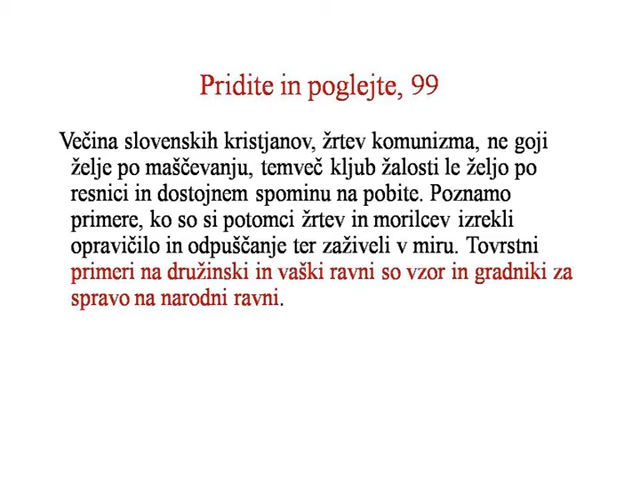 Pridite in poglejte, 99
Večina slovenskih kristjanov, žrtev komunizma, ne goji
želje po maščevanju, temveč kljub žalosti le željo po
resnici in dostojnem spominu na pobite. Poznamo
primere, ko so si potomci žrtev in morilcev izrekli
opravičilo in odpuščanje ter zaživeli v miru. Tovrstni
primeri na družinski in vaški ravni so vzor in gradniki za
spravo na narodni ravni.